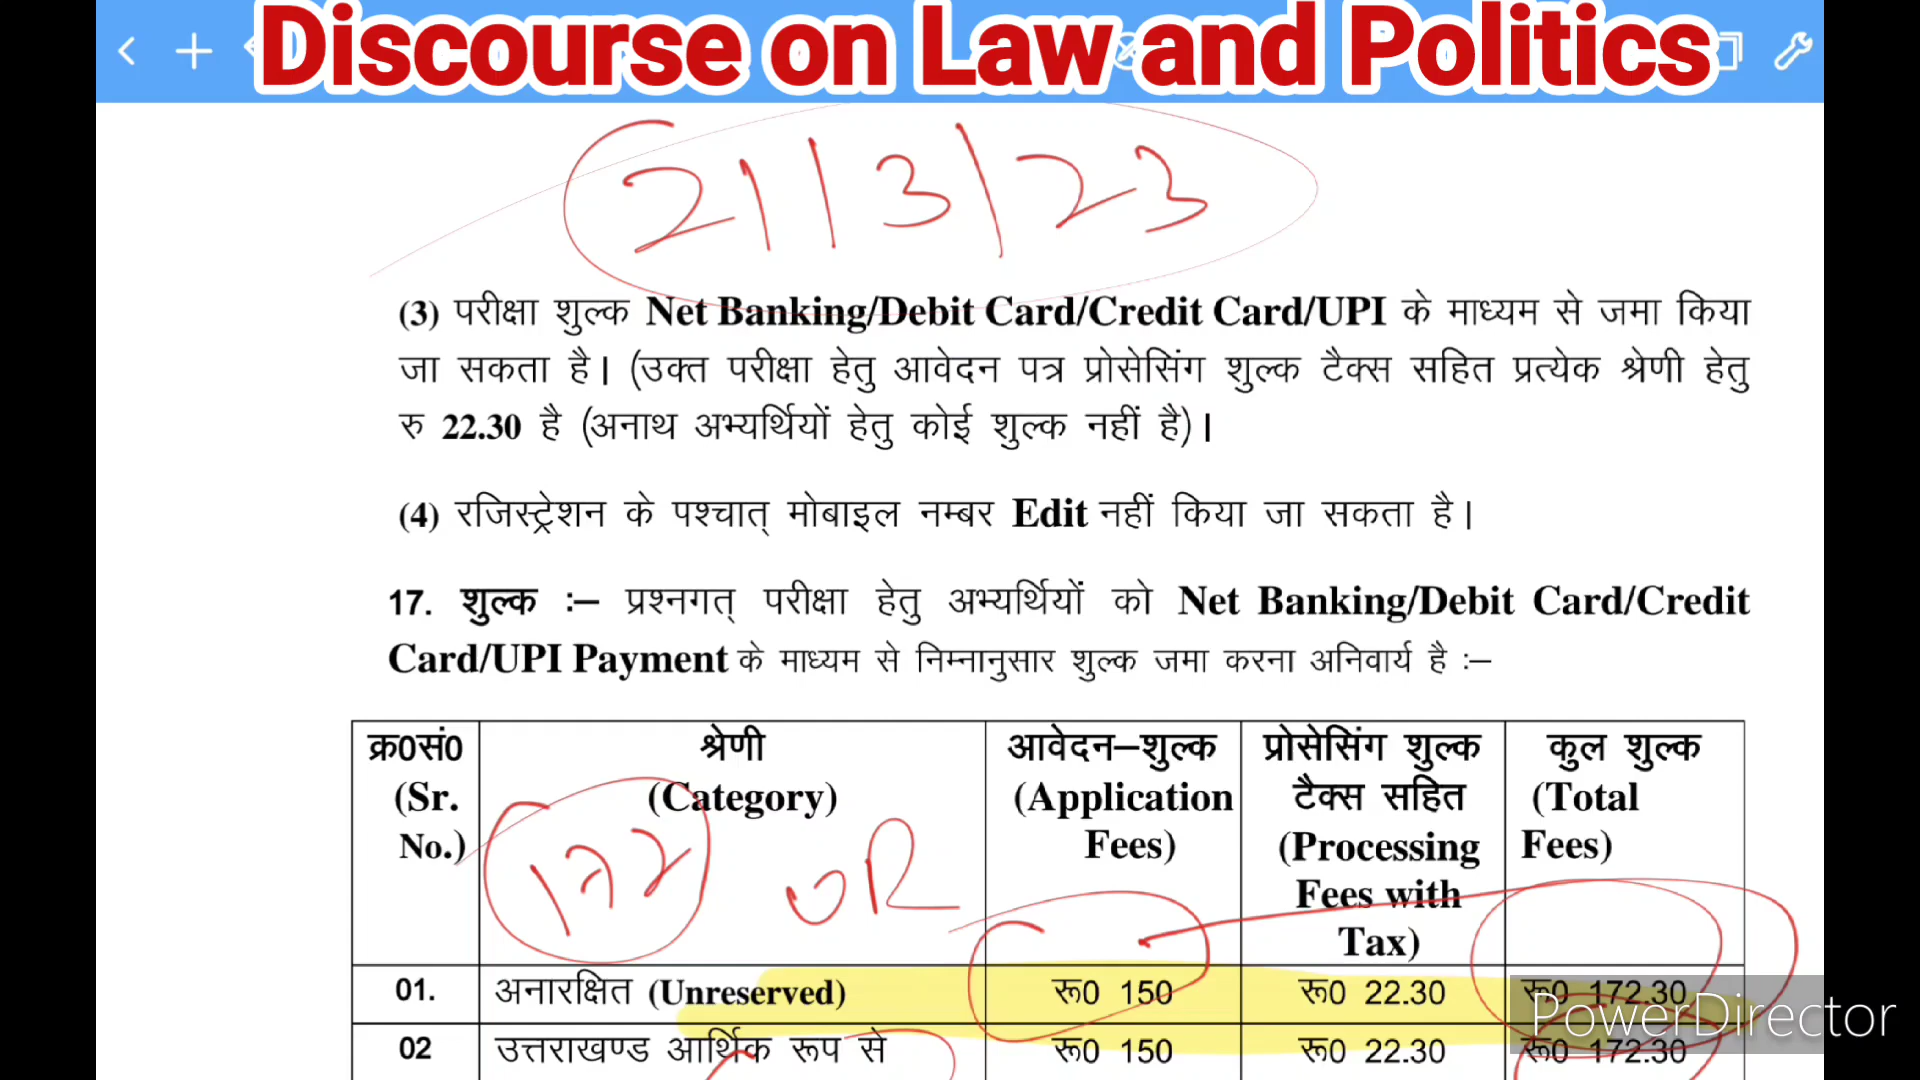 Discourse on Law and Politics
21/3/23
(3) परीक्षा शुल्क Net Banking/Debit Card/Credit Card/UPI के माध्यम से जमा किया
जा सकता है। (उक्त परीक्षा हेतु आवेदन पत्र प्रोसेसिंग शुल्क टैक्स सहित प्रत्येक श्रेणी हेतु
रु 22.30 है (अनाथ अभ्यर्थियों हेतु कोई शुल्क नहीं है)।
(4) रजिस्ट्रेशन के पश्चात् मोबाइल नम्बर Edit नहीं किया जा सकता है।
17. शुल्क :– प्रश्नगत् परीक्षा हेतु अभ्यर्थियों को Net Banking/Debit Card/Credit
Card/UPI Payment के माध्यम से निम्नानुसार शुल्क जमा करना अनिवार्य है :–
क्र0सं0 श्रेणी आवेदन–शुल्क प्रोसेसिंग शुल्क कुल शुल्क
(Sr. (Category) (Application टैक्स सहित (Total
No.) Fees) (Processing Fees)
172 OR
Fees with
Tax)
01. अनारक्षित (Unreserved) रू0 150 रू0 22.30 रू0 172.30
02 उत्तराखण्ड आर्थिक रूप से रू0 150 रू0 22.30 रू0 172.30
PowerDirector